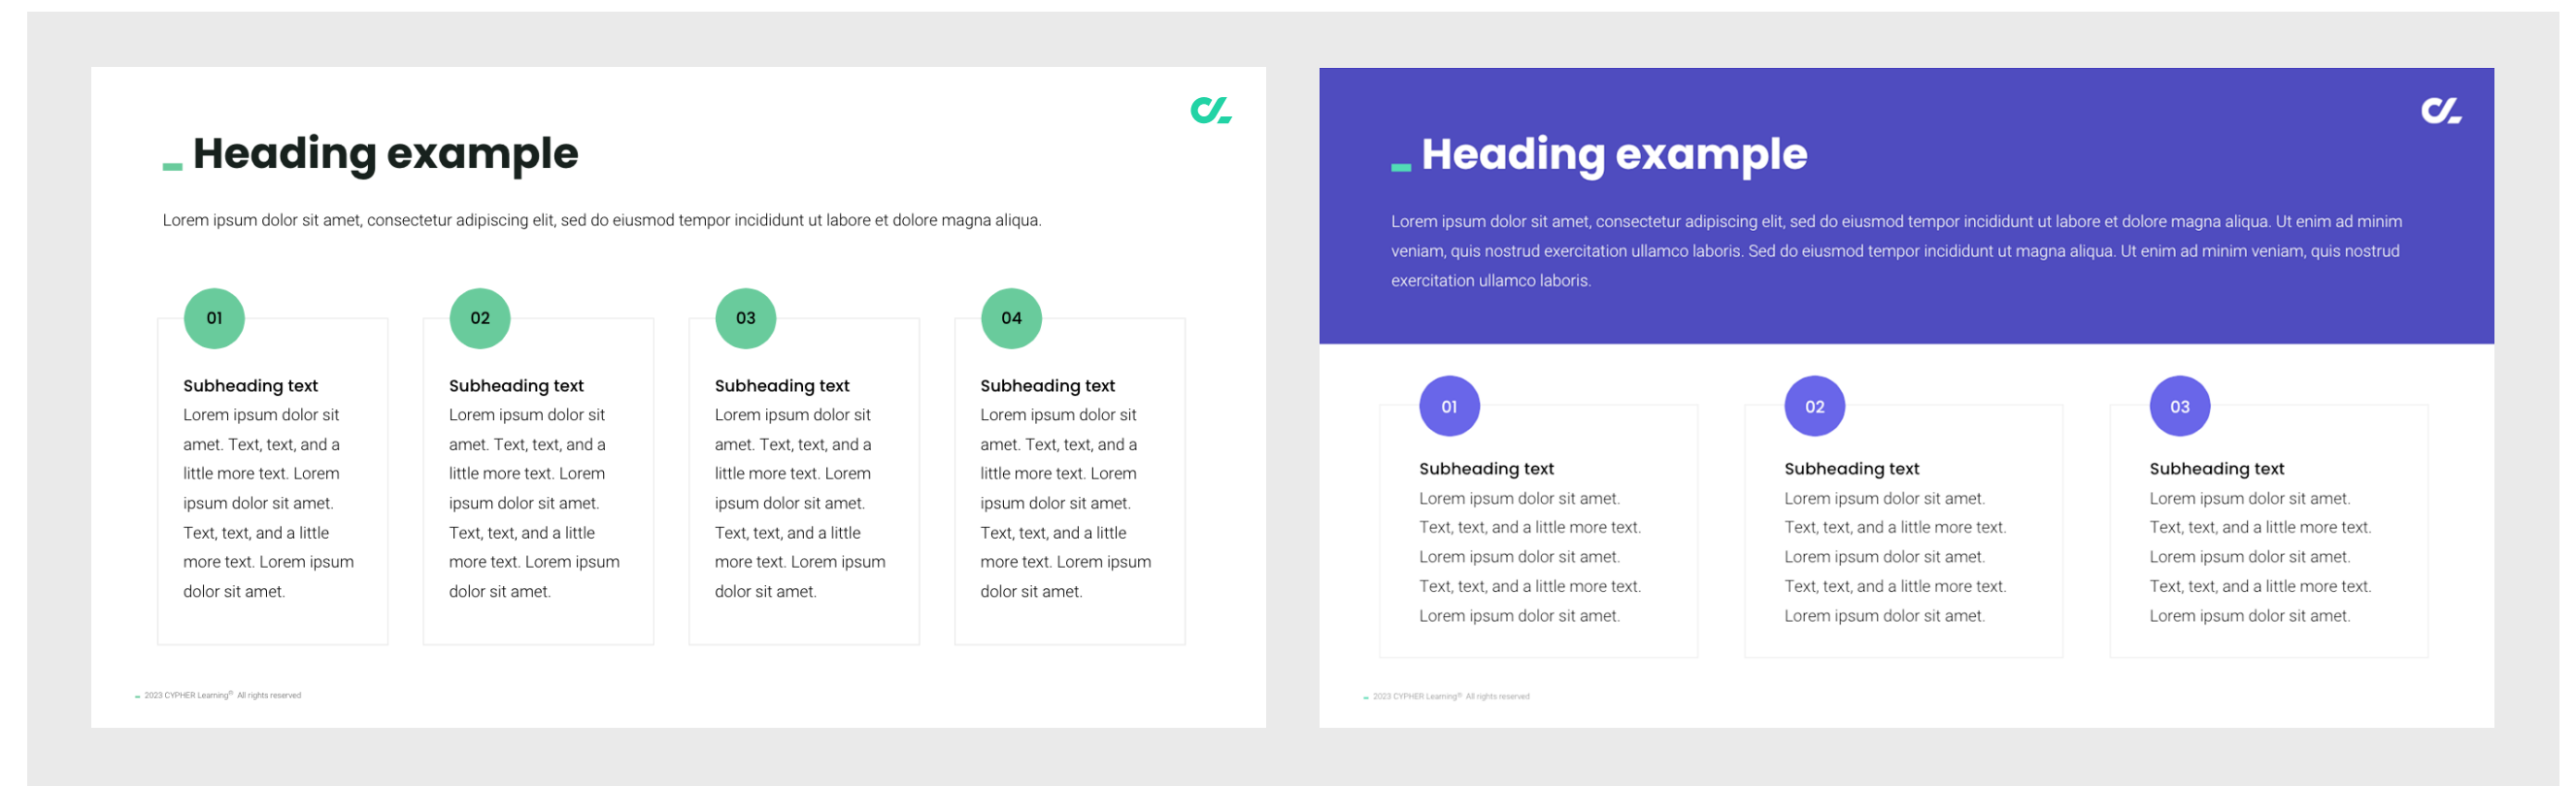 Heading example
Lorem ipsum dolor sit amet, consectetur adipiscing elit, sed do eiusmod tempor incididunt ut labore et dolore magna aliqua.
01
Subheading text
Lorem ipsum dolor sit
amet. Text, text, and a
little more text. Lorem
ipsum dolor sit amet.
Text, text, and a little
more text. Lorem ipsum
dolor sit amet.
02
Subheading text
Lorem ipsum dolor sit
amet. Text, text, and a
little more text. Lorem
ipsum dolor sit amet.
Text, text, and a little
more text. Lorem ipsum
dolor sit amet.
03
Subheading text
Lorem ipsum dolor sit
amet. Text, text, and a
little more text. Lorem
ipsum dolor sit amet.
Text, text, and a little
more text. Lorem ipsum
dolor sit amet.
04
Subheading text
Lorem ipsum dolor sit
amet. Text, text, and a
little more text. Lorem
ipsum dolor sit amet.
Text, text, and a little
more text. Lorem ipsum
dolor sit amet.
2023 CYPHER Learning® All rights reserved
Heading example
Lorem ipsum dolor sit amet, consectetur adipiscing elit, sed do eiusmod tempor incididunt ut labore et dolore magna aliqua. Ut enim ad minim
veniam, quis nostrud exercitation ullamco laboris. Sed do eiusmod tempor incididunt ut magna aliqua. Ut enim ad minim veniam, quis nostrud
exercitation ullamco laboris.
01
Subheading text
Lorem ipsum dolor sit amet.
Text, text, and a little more text.
Lorem ipsum dolor sit amet.
Text, text, and a little more text.
Lorem ipsum dolor sit amet.
02
Subheading text
Lorem ipsum dolor sit amet.
Text, text, and a little more text.
Lorem ipsum dolor sit amet.
Text, text, and a little more text.
Lorem ipsum dolor sit amet.
03
Subheading text
Lorem ipsum dolor sit amet.
Text, text, and a little more text.
Lorem ipsum dolor sit amet.
Text, text, and a little more text.
Lorem ipsum dolor sit amet.
2023 CYPHER Learning® All rights reserved